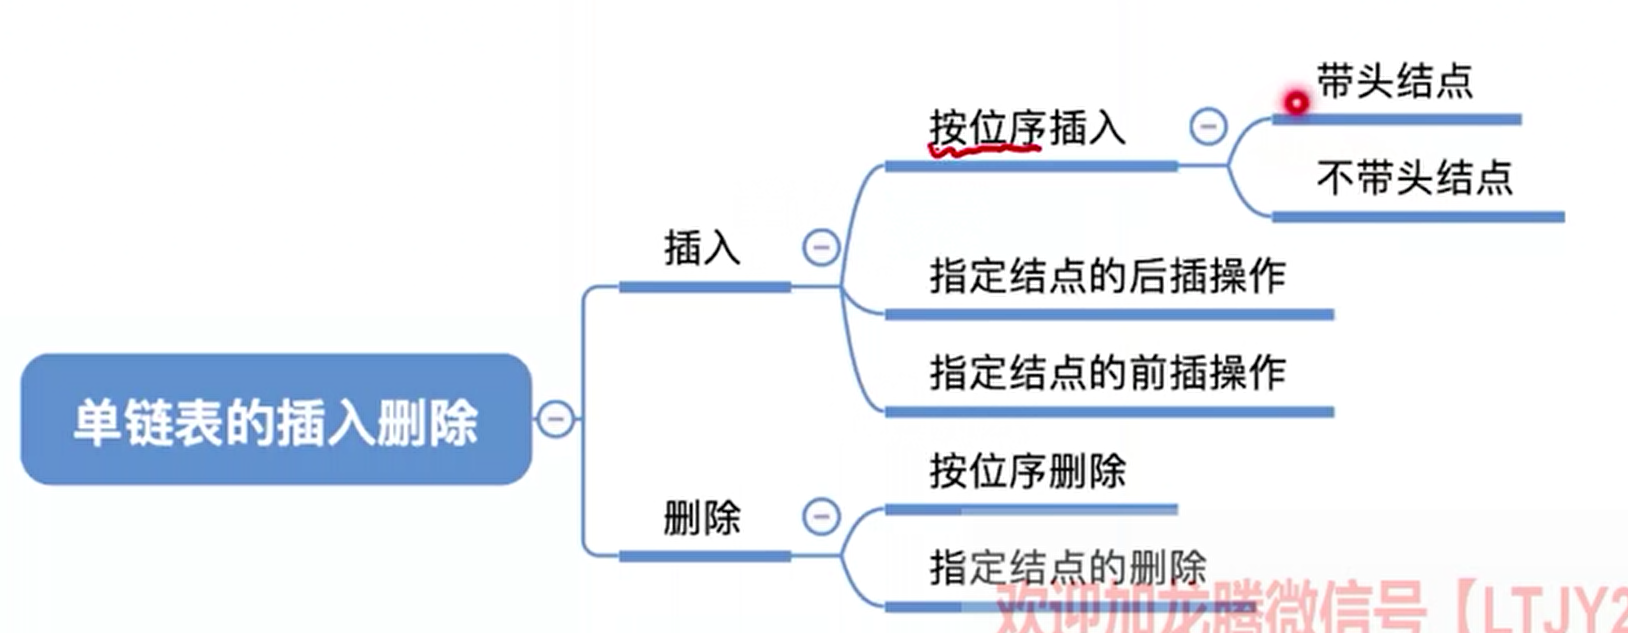 带头结点
按位序插入
不带头结点
插入
指定结点的后插操作
指定结点的前插操作
单链表的插入删除
按位序删除
删除
指定结点的删除
欢迎加龙腾微信号【LTJY2